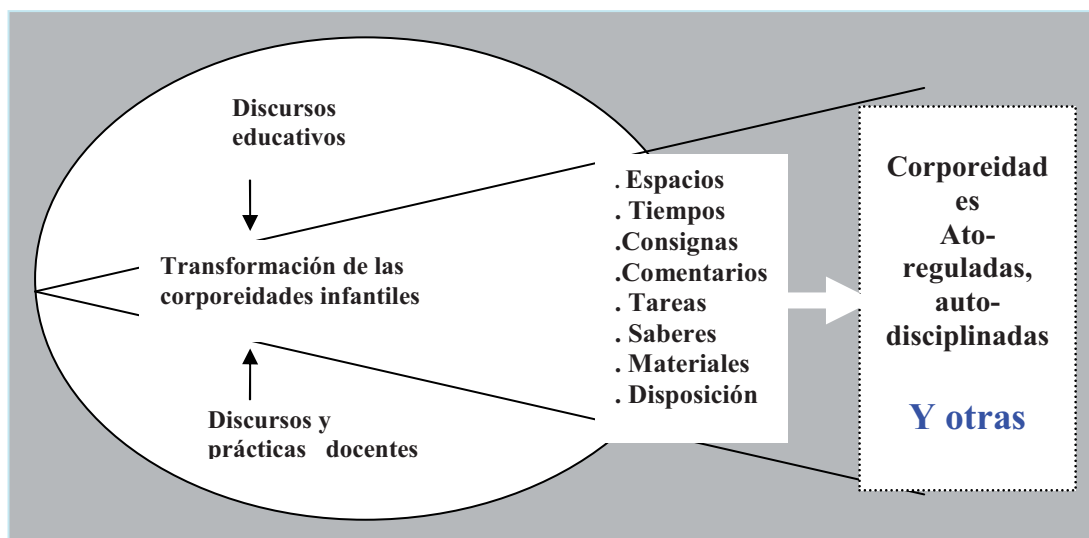 Discursos
educativos
Transformación de las
corporeidades infantiles
Discursos y
prácticas docentes
. Espacios
. Tiempos
.Consignas
.Comentarios
. Tareas
. Saberes
. Materiales
. Disposición
Corporeidad
es
Ato-
reguladas,
auto-
disciplinadas
Y otras